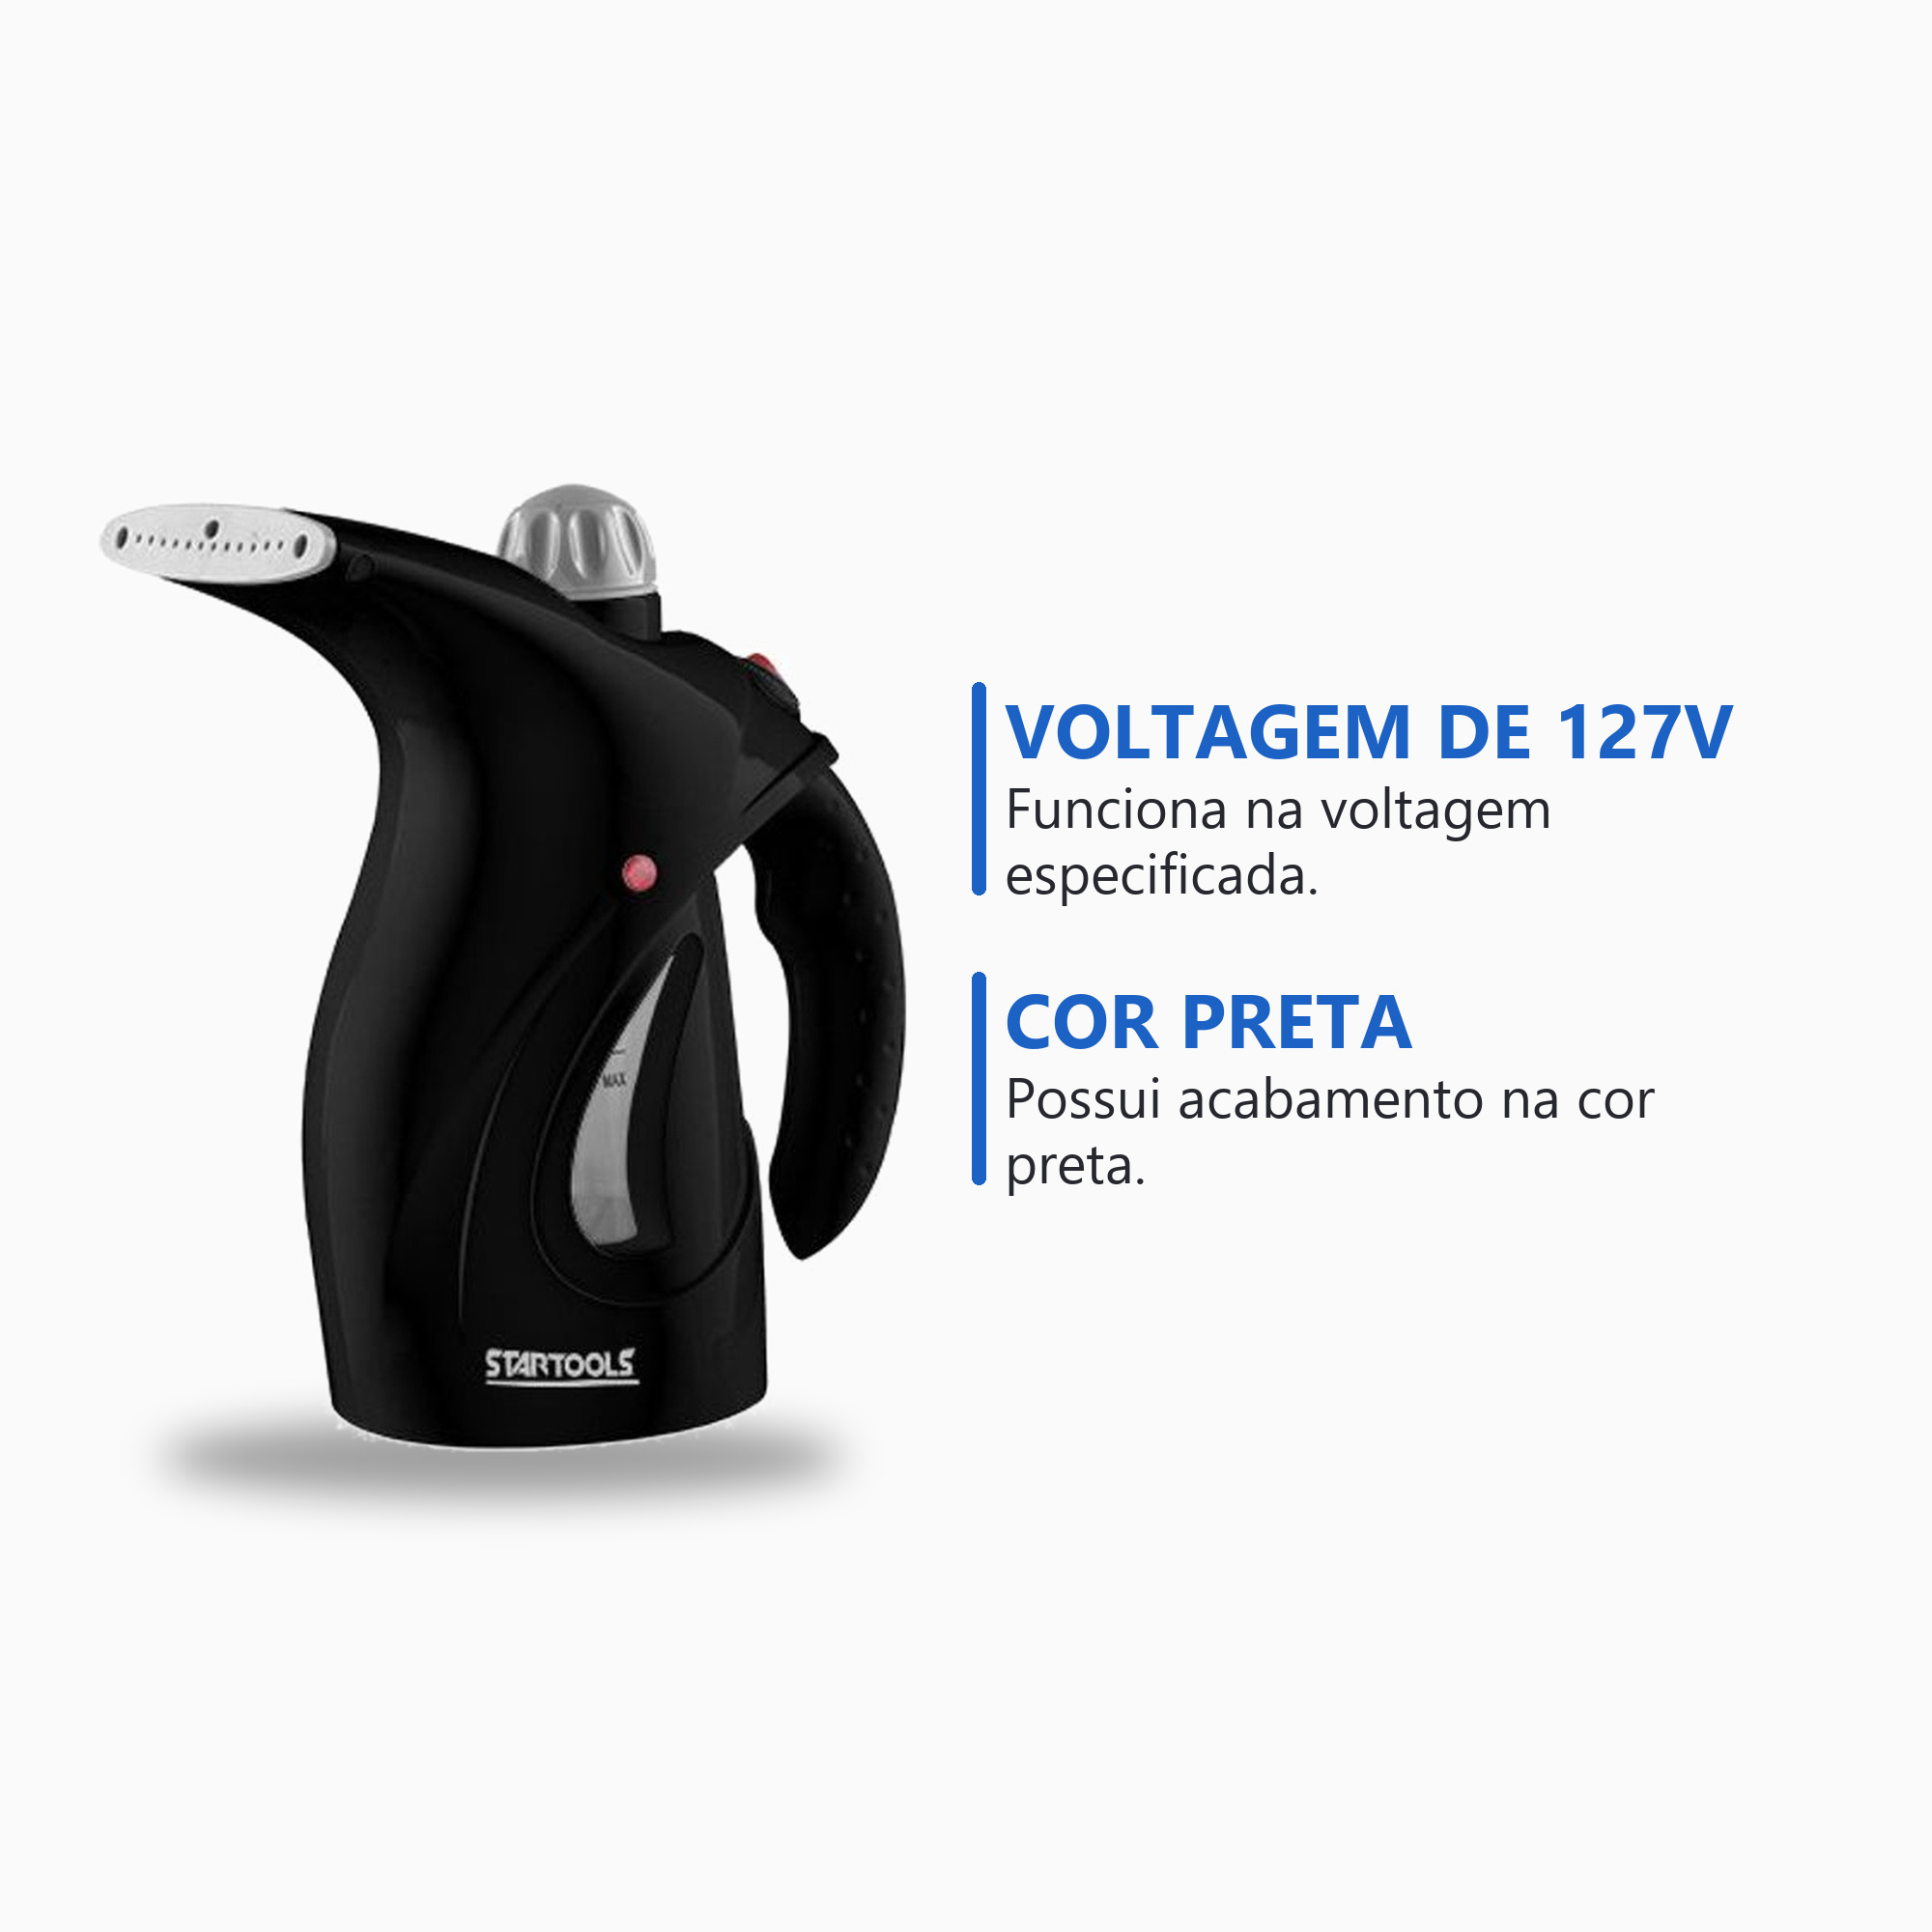 VOLTAGEM DE 127V
Funciona na voltagem
especificada.
COR PRETA
Possui acabamento na cor
preta.
MAX
STARTOOLS